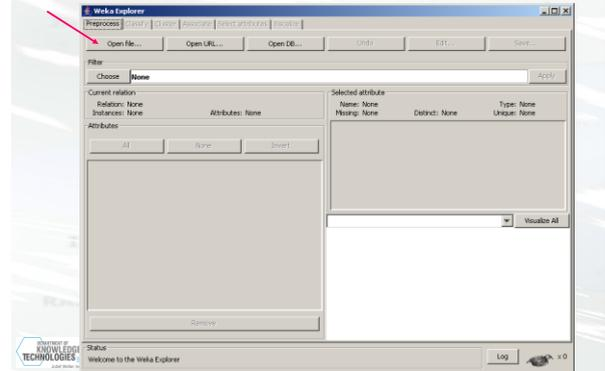 Weka Explorer
Preprocess Classify Cluster Associate Select attributes Visualize
Open file... Open URL... Open DB... Undo Edit... Save...
Filter
Choose None Apply
Current relation
Relation: None
Instances: None Attributes: None
Attributes
All None Invert
Remove
Selected attribute
Name: None Type: None
Missing: None Distinct: None Unique: None
Visualize All
Status
Welcome to the Weka Explorer
Log x 0
DEPARTMENT OF
KNOWLEDGE
TECHNOLOGIES